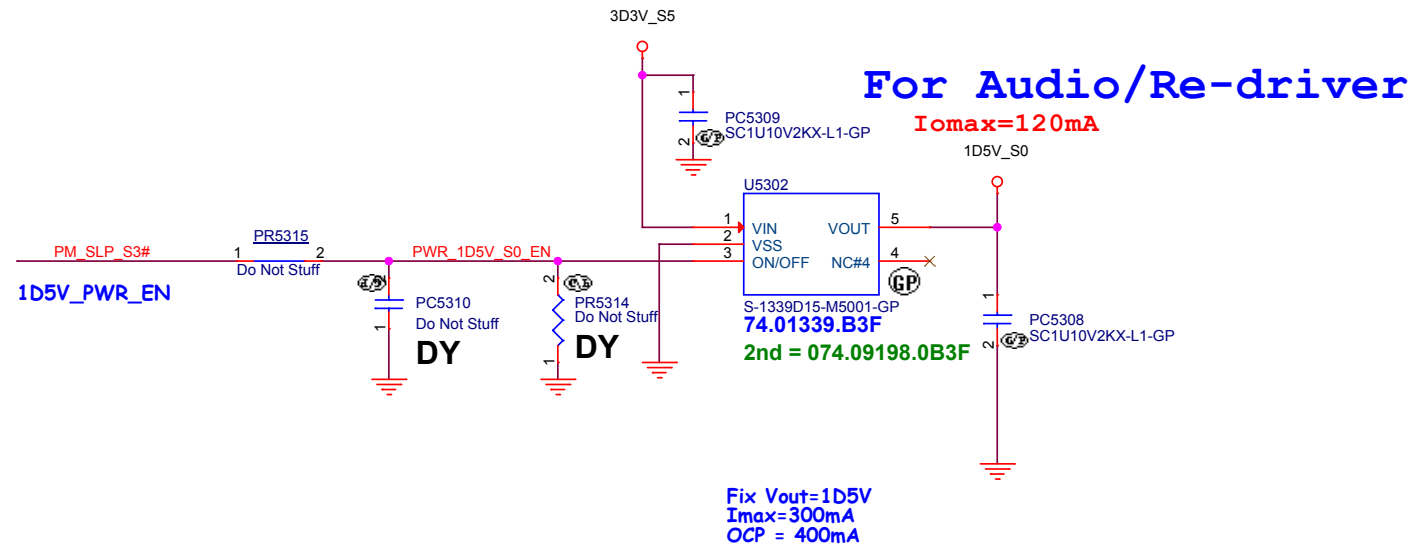 3D3V_S5
For Audio/Re-driver
Iomax=120mA
1
PC5309
SC1U10V2KX-L1-GP
2
1D5V_S0
U5302
1 VIN VOUT 5
2 VSS
3 ON/OFF NC#4 4
GP
S-1339D15-M5001-GP
74.01339.B3F
2nd = 074.09198.0B3F
PM_SLP_S3#
1 PR5315 2
Do Not Stuff
PWR_1D5V_S0_EN
1D5V_PWR_EN
2
PC5310
Do Not Stuff
1
DY
2
PR5314
Do Not Stuff
1
DY
1
PC5308
SC1U10V2KX-L1-GP
2
Fix Vout=1D5V
Imax=300mA
OCP = 400mA